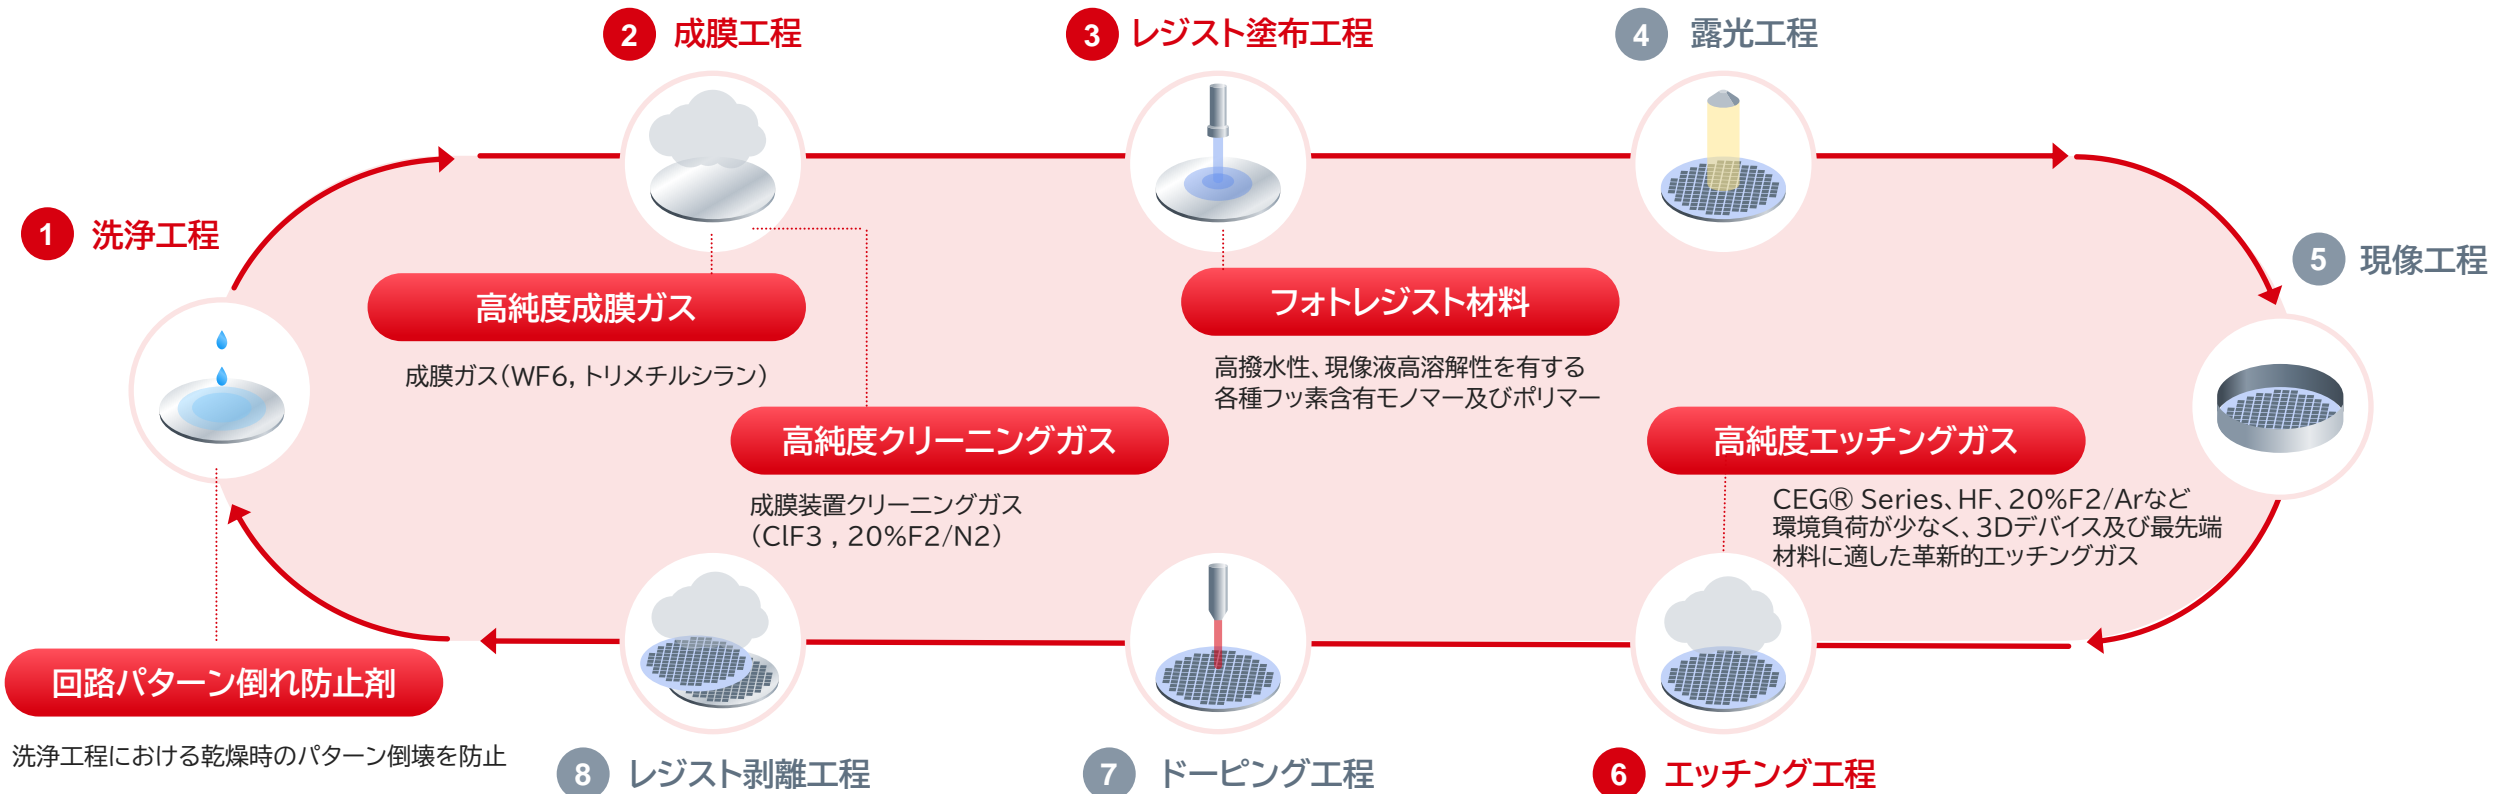 1 洗浄工程
2 成膜工程
3 レジスト塗布工程
4 露光工程
5 現像工程
高純度成膜ガス
成膜ガス（WF6, トリメチルシラン）
高純度クリーニングガス
成膜装置クリーニングガス
（ClF3 , 20%F2/N2）
フォトレジスト材料
高撥水性、現像液高溶解性を有する
各種フッ素含有モノマー及びポリマー
高純度エッチングガス
CEG® Series、HF、20%F2/Arなど
環境負荷が少なく、3Dデバイス及び最先端
材料に適した革新的エッチングガス
回路パターン倒れ防止剤
洗浄工程における乾燥時のパターン倒壊を防止
8 レジスト剥離工程
7 ドーピング工程
6 エッチング工程